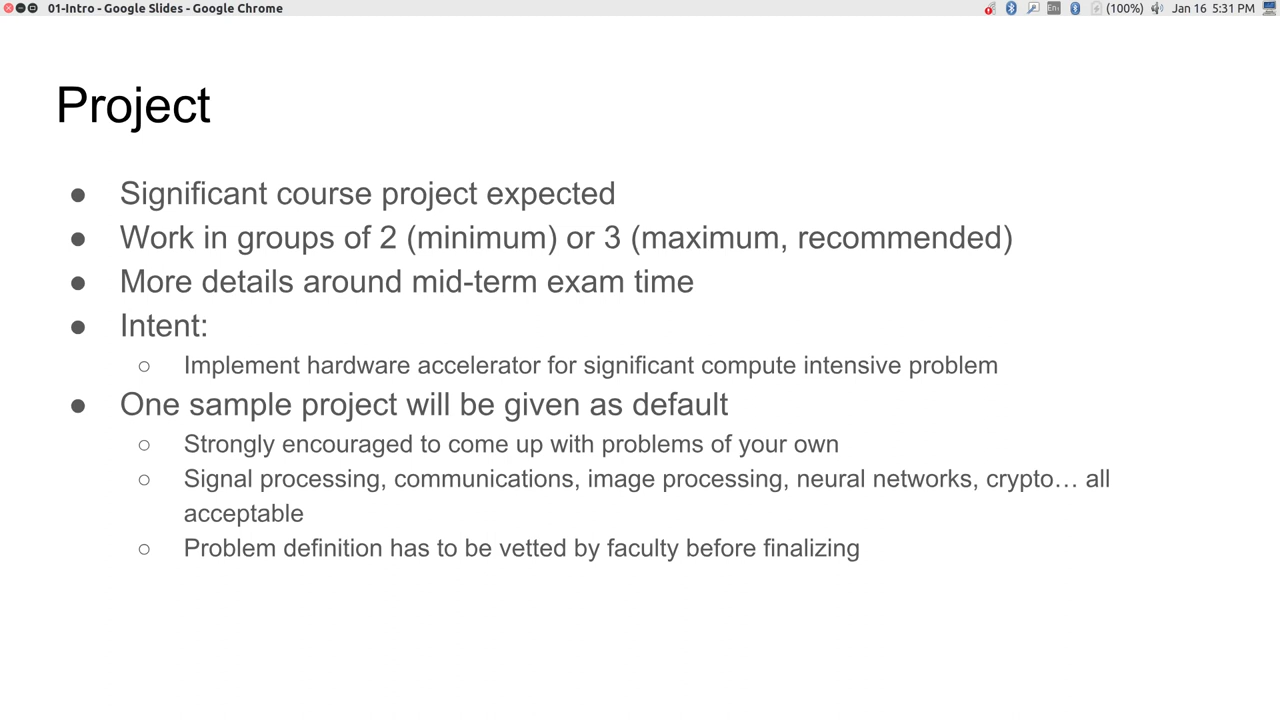 01-Intro - Google Slides - Google Chrome
En
(100%)
Jan 16 5:31 PM
Project
● Significant course project expected
● Work in groups of 2 (minimum) or 3 (maximum, recommended)
● More details around mid-term exam time
● Intent:
○ Implement hardware accelerator for significant compute intensive problem
● One sample project will be given as default
○ Strongly encouraged to come up with problems of your own
○ Signal processing, communications, image processing, neural networks, crypto… all
acceptable
○ Problem definition has to be vetted by faculty before finalizing